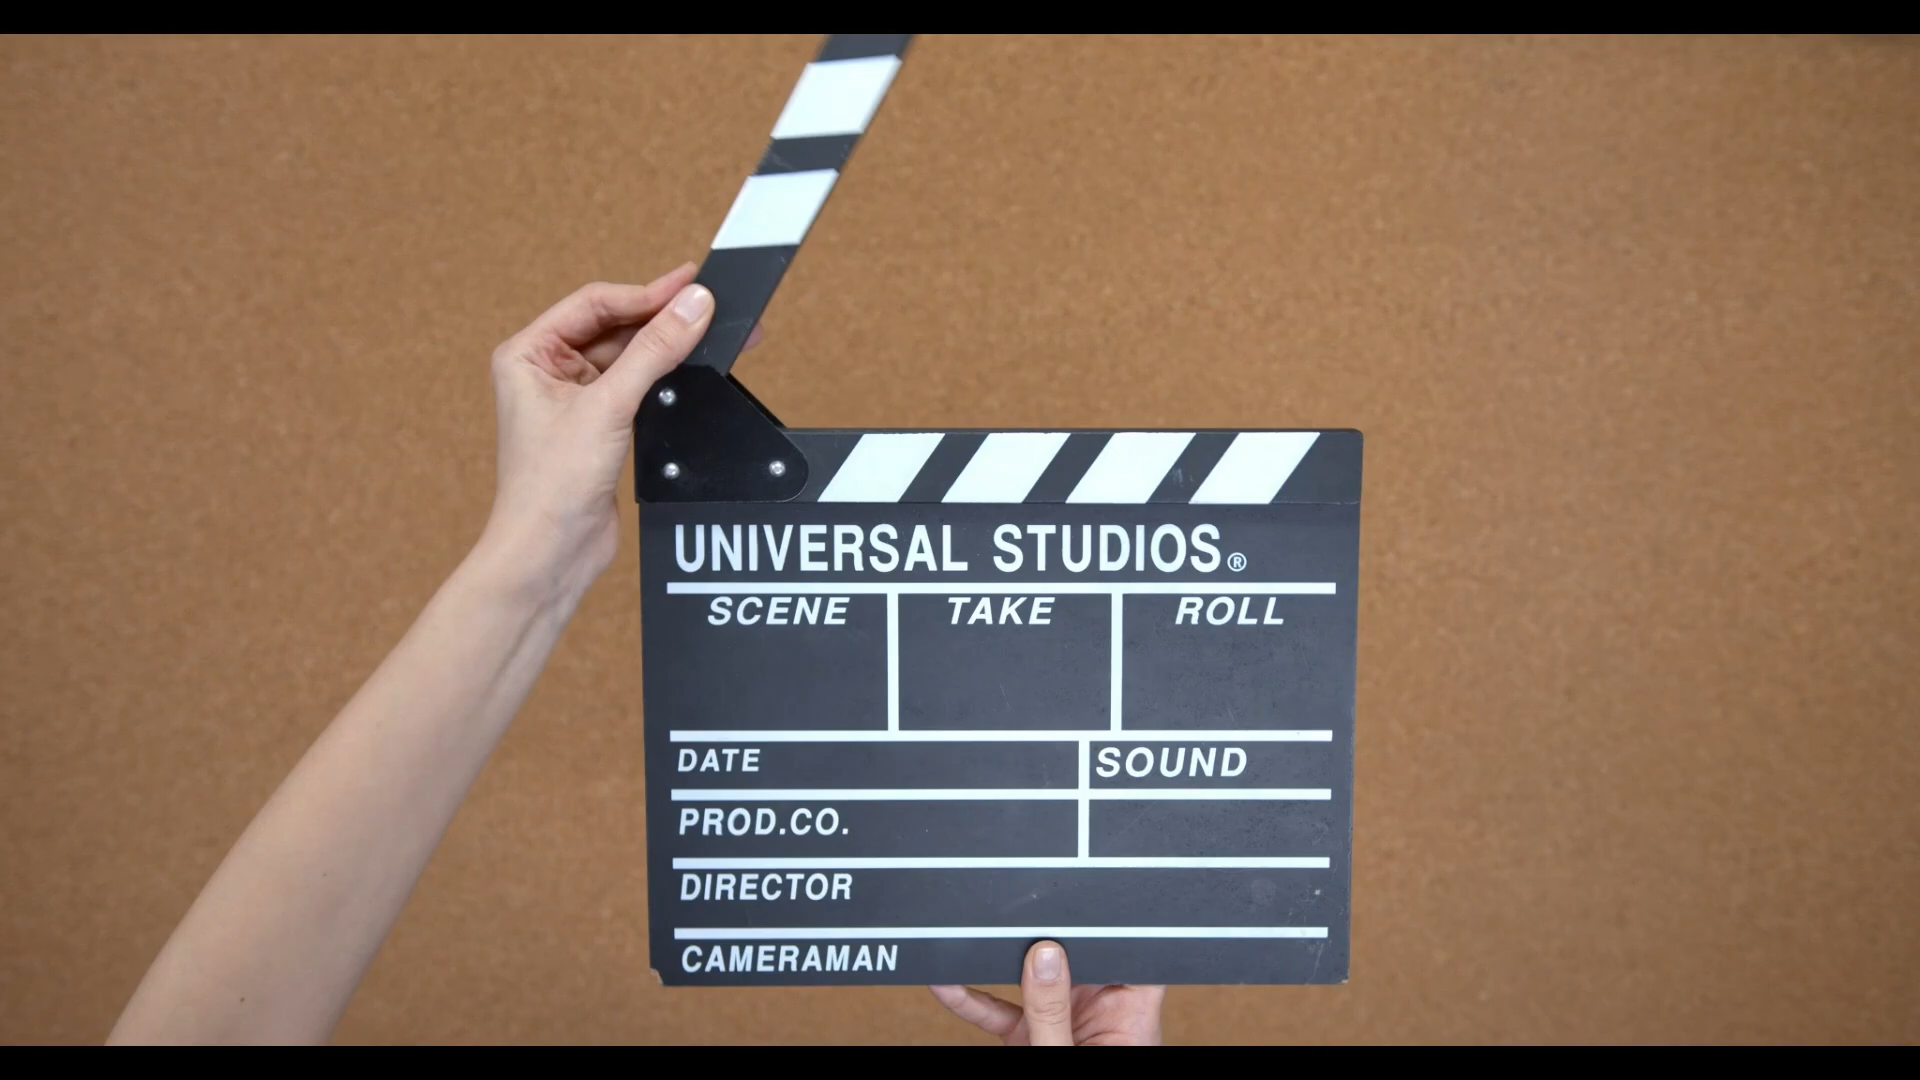 UNIVERSAL STUDIOS®
SCENE TAKE ROLL
DATE SOUND
PROD.CO.
DIRECTOR
CAMERAMAN